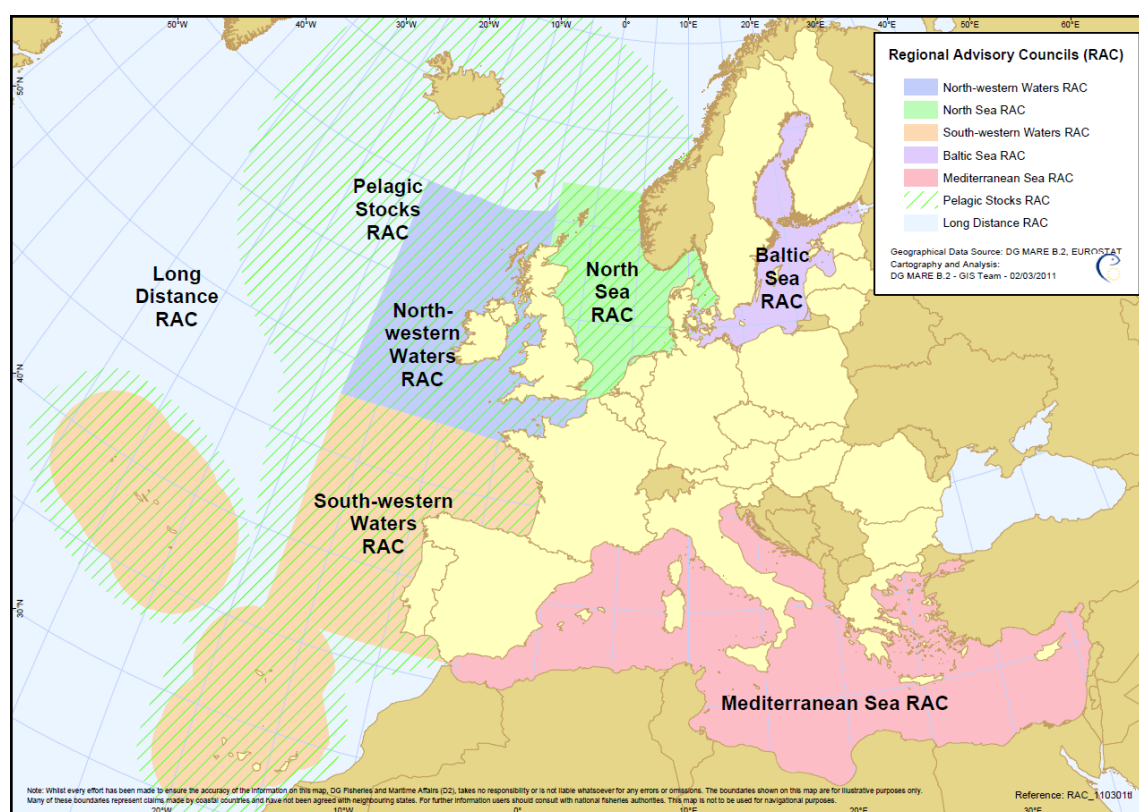 50°W
40°W
30°W
20°W
10°W
0°
10°E
20°E
30°E
40°E
50°E
60°E
50°N
40°N
30°N
Regional Advisory Councils (RAC)
North-western Waters RAC
North Sea RAC
South-western Waters RAC
Baltic Sea RAC
Mediterranean Sea RAC
Pelagic Stocks RAC
Long Distance RAC
Geographical Data Source: DG MARE B.2, EUROSTAT
Cartography and Analysis:
DG MARE B.2 - GIS Team - 02/03/2011
Pelagic
Stocks
RAC
Long
Distance
RAC
North
Sea
RAC
Baltic
Sea
RAC
North-
western
Waters
RAC
South-western
Waters
RAC
Mediterranean Sea RAC
Note: Whilst every effort has been made to ensure the accuracy of the information on this map, DG Fisheries and Maritime Affairs (D2), takes no responsibility or is not liable whatsoever for any errors or omissions. The boundaries shown on this map are for illustrative purposes only.
Many of these boundaries represent claims made by coastal countries and have not been agreed with neighbouring states. For further information users should consult with national fisheries authorities. This map is not to be used for navigational purposes.
Reference: RAC_110301tl
20°W
10°W
0°
10°E
20°E
30°E